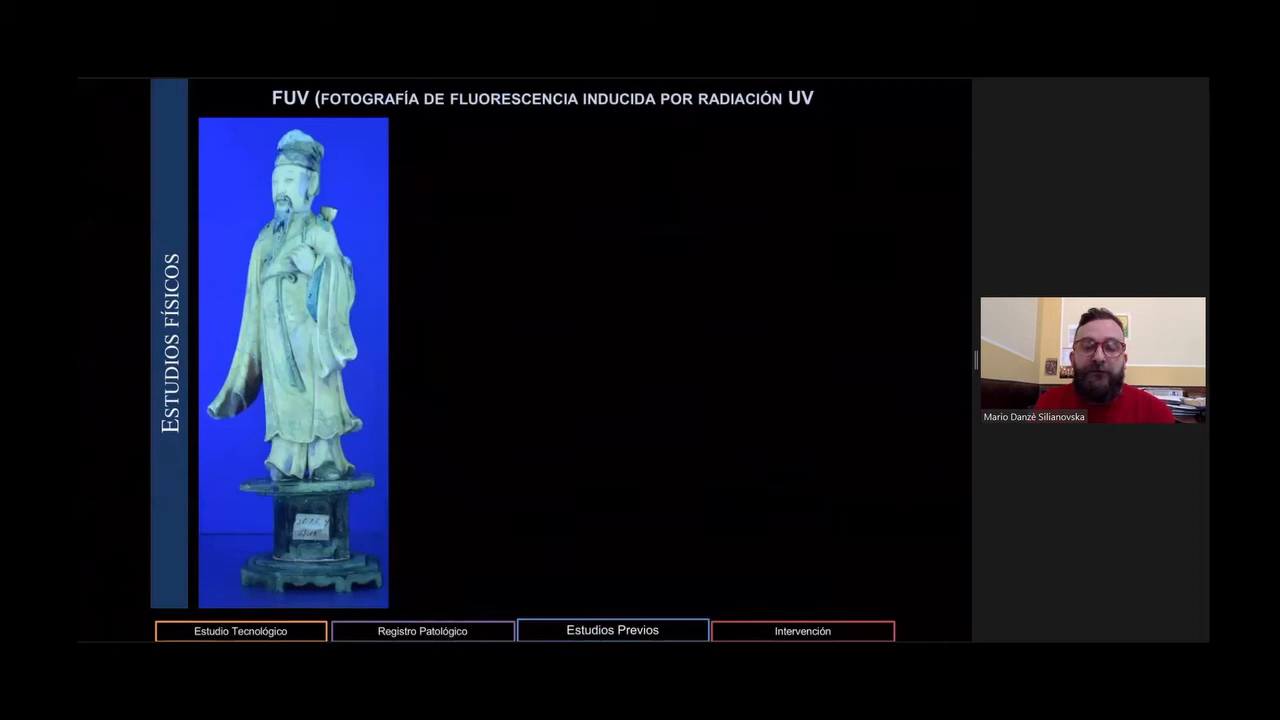 FUV (FOTOGRAFÍA DE FLUORESCENCIA INDUCIDA POR RADIACIÓN UV
ESTUDIOS FÍSICOS
Mario Danzè Silianovska
Estudio Tecnológico
Registro Patológico
Estudios Previos
Intervención